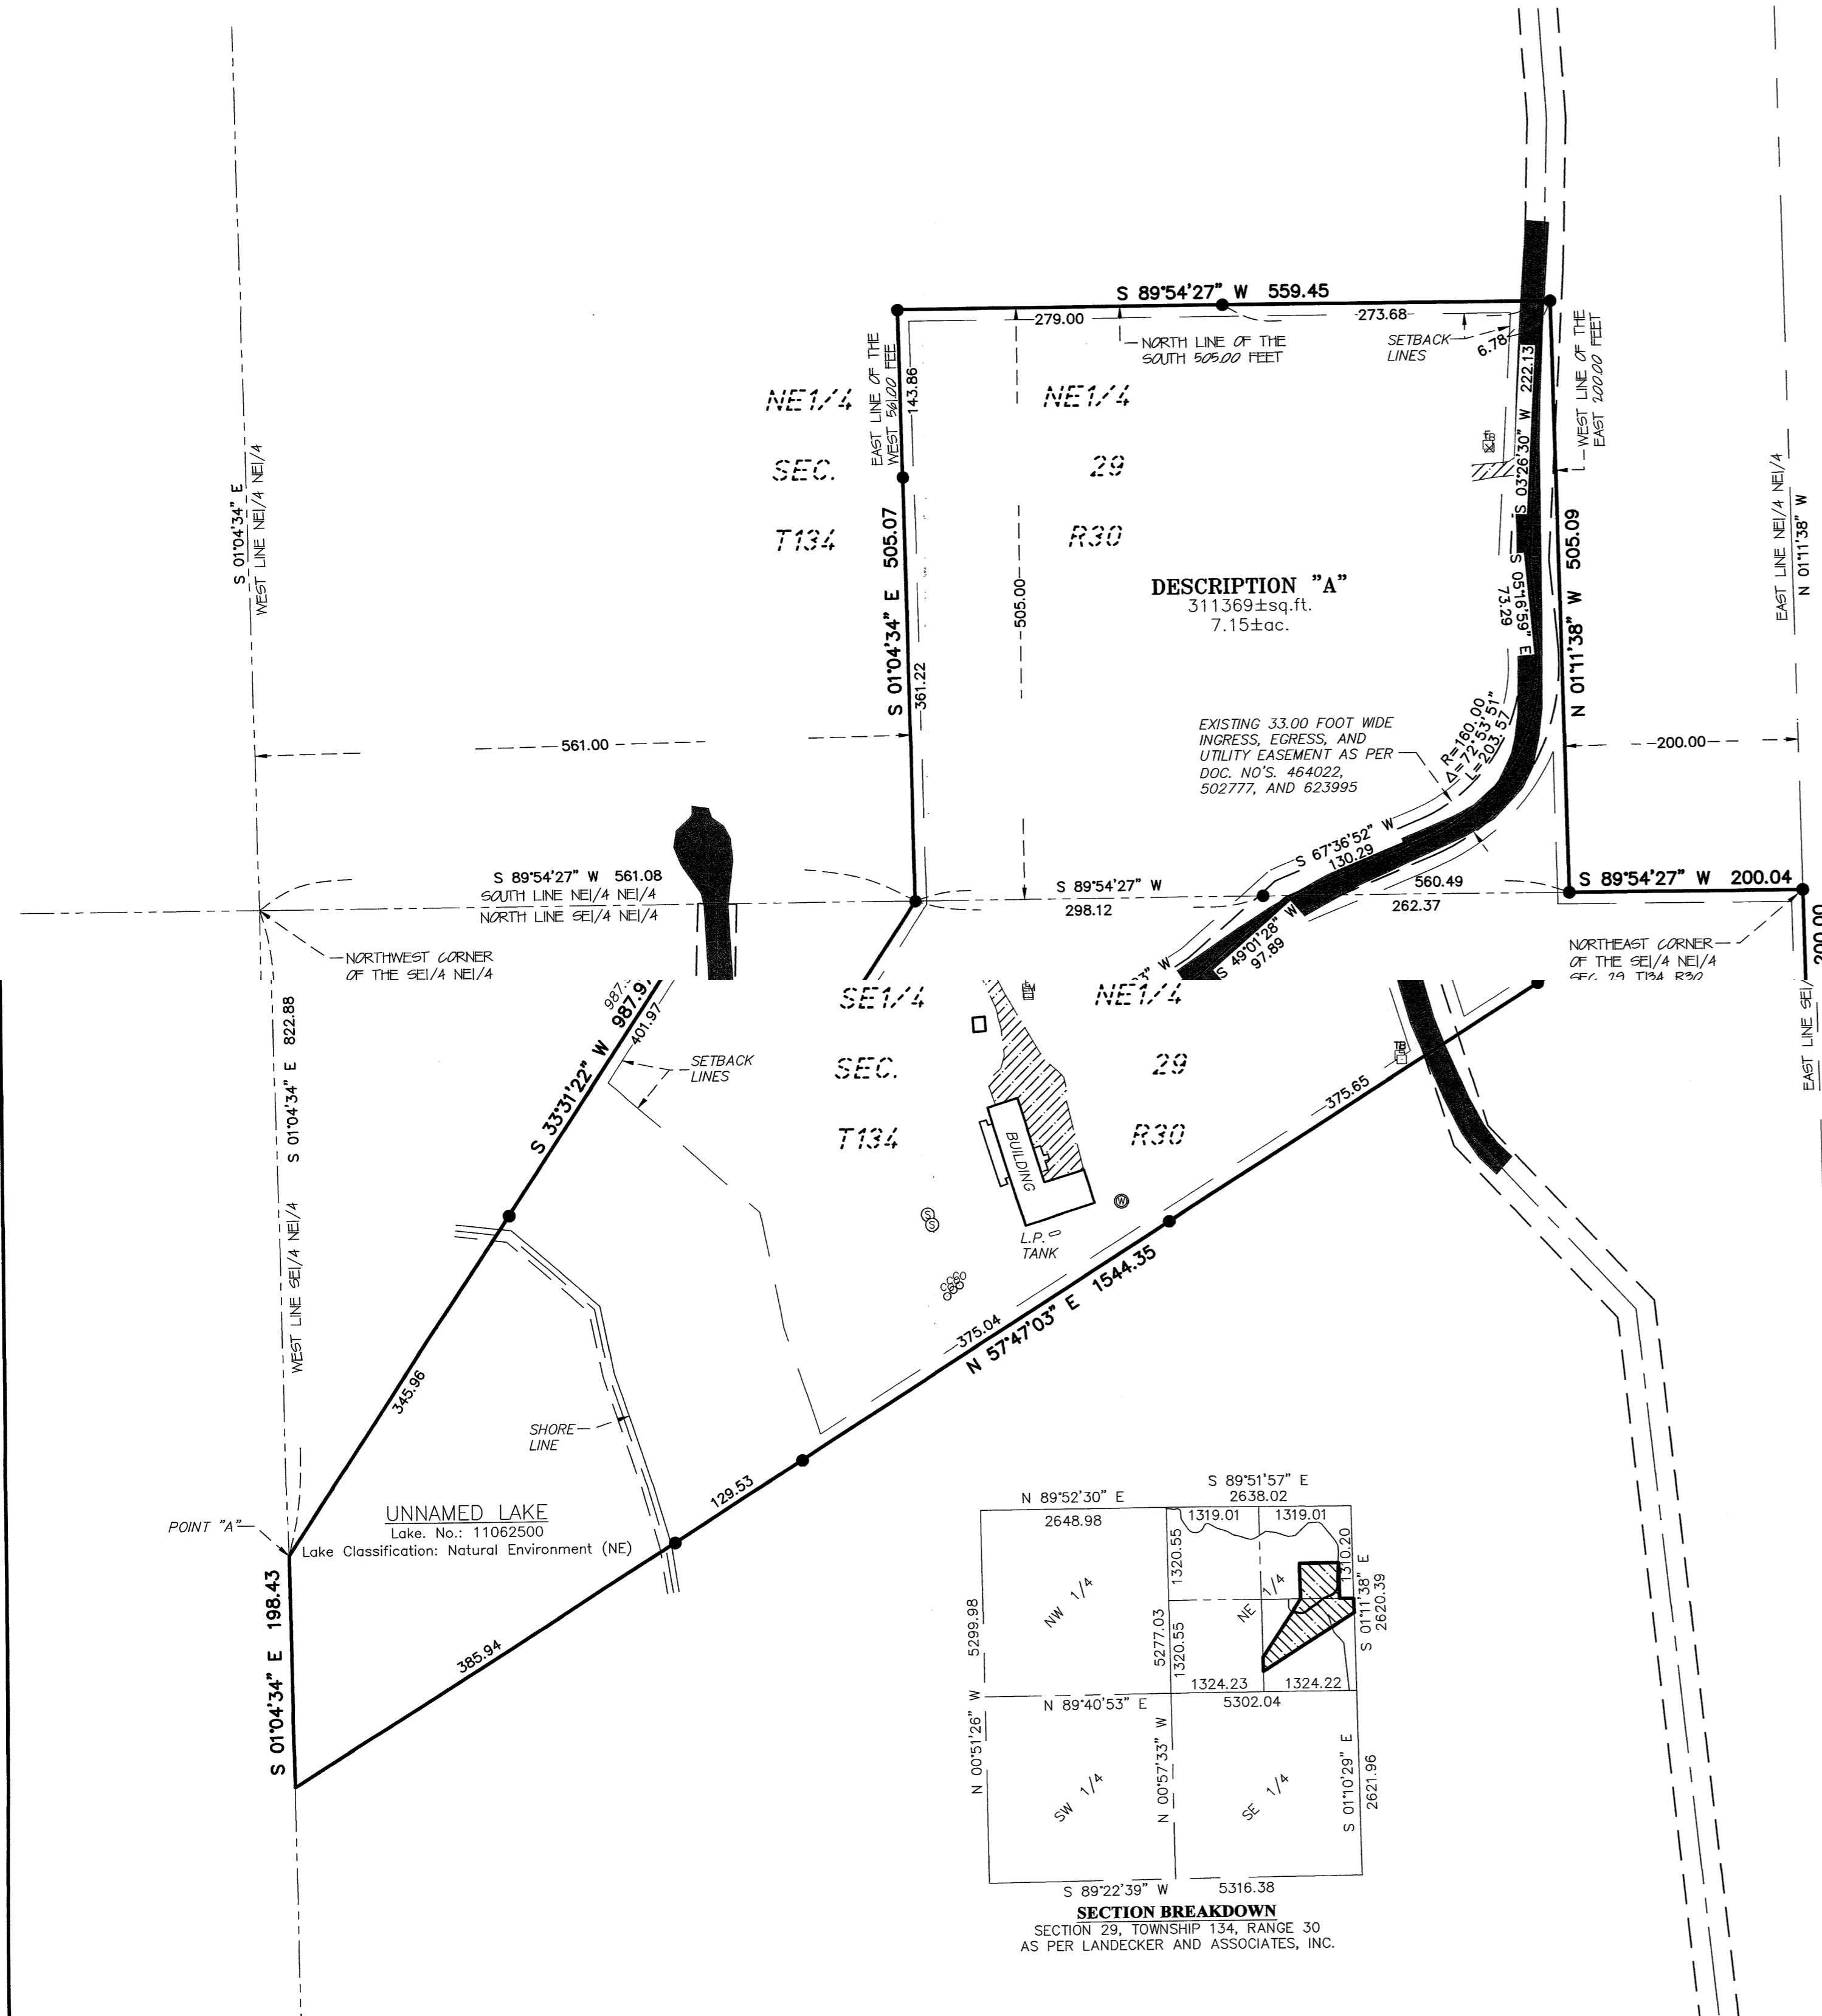 S 89°54'27" W 559.45
279.00
273.68
6.78
NORTH LINE OF THE
SOUTH 505.00 FEET
SETBACK
LINES
EAST LINE OF THE
WEST 561.00 FEE
WEST LINE OF THE
EAST 200.00 FEET
143.86
NE1/4 NE1/4
SEC. 29
T134 R30
S 01°04'34" E
WEST LINE NE1/4 NE1/4
S 01°04'34" E 505.07
361.22
505.00
DESCRIPTION "A"
311369±sq.ft.
7.15±ac.
S 03°26'30" W 222.13
S 05°16'59" E
73.29
N 01°11'38" W 505.09
EAST LINE NE1/4 NE1/4
N 01°11'38" W
EXISTING 33.00 FOOT WIDE
INGRESS, EGRESS, AND
UTILITY EASEMENT AS PER
DOC. NO'S. 464022,
502777, AND 623995
R=160.00
Δ=72°53'51"
L=203.57
561.00
200.00
S 67°36'52" W
130.29
S 89°54'27" W 561.08
SOUTH LINE NE1/4 NE1/4
NORTH LINE SE1/4 NE1/4
S 89°54'27" W
560.49
298.12
262.37
S 89°54'27" W 200.04
NORTHWEST CORNER
OF THE SE1/4 NE1/4
S 49°01'28" W
97.89
NORTHEAST CORNER
OF THE SE1/4 NE1/4
SEC. 29 T134 R30
200.00
EAST LINE SE1/
S 01°04'34" E 822.88
WEST LINE SE1/4 NE1/4
S 33°31'22" W 987.97
401.97
SETBACK
LINES
SE1/4 NE1/4
SEC. 29
T134 R30
TB
375.65
BUILDING
W
S
S
L.P.
TANK
375.04
N 57°47'03" E 1544.35
345.96
SHORE
LINE
129.53
POINT "A"
UNNAMED LAKE
Lake. No.: 11062500
Lake Classification: Natural Environment (NE)
S 01°04'34" E 198.43
385.94
N 89°52'30" E
2648.98
S 89°51'57" E
2638.02
1319.01
1319.01
1320.55
1310.20
NW 1/4
NE 1/4
5299.98
5277.03
1320.55
S 01°11'38" E
2620.39
1324.23
1324.22
N 89°40'53" E
5302.04
N 00°51'26" W
N 00°57'33" W
SW 1/4
SE 1/4
S 01°10'29" E
2621.96
S 89°22'39" W
5316.38
SECTION BREAKDOWN
SECTION 29, TOWNSHIP 134, RANGE 30
AS PER LANDECKER AND ASSOCIATES, INC.